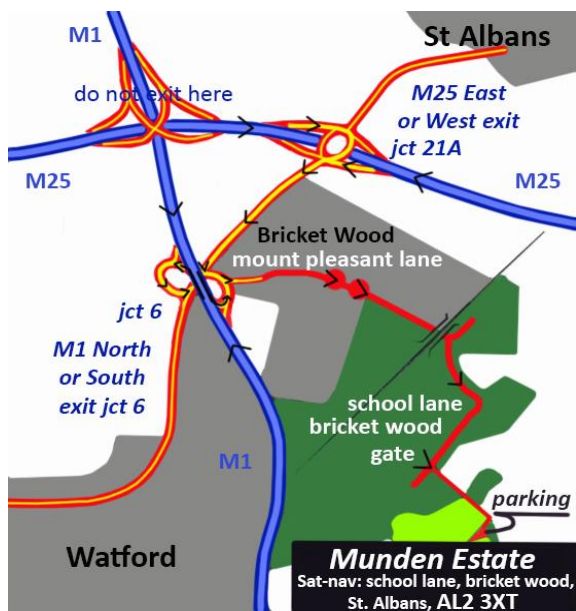 M1
St Albans
do not exit here
M25 East
or West exit
jct 21A
M25
M25
Bricket Wood
mount pleasant lane
jct 6
M1 North
or South
exit jct 6
school lane
bricket wood
gate
M1
parking
Watford
Munden Estate
Sat-nav: school lane, bricket wood,
St. Albans, AL2 3XT